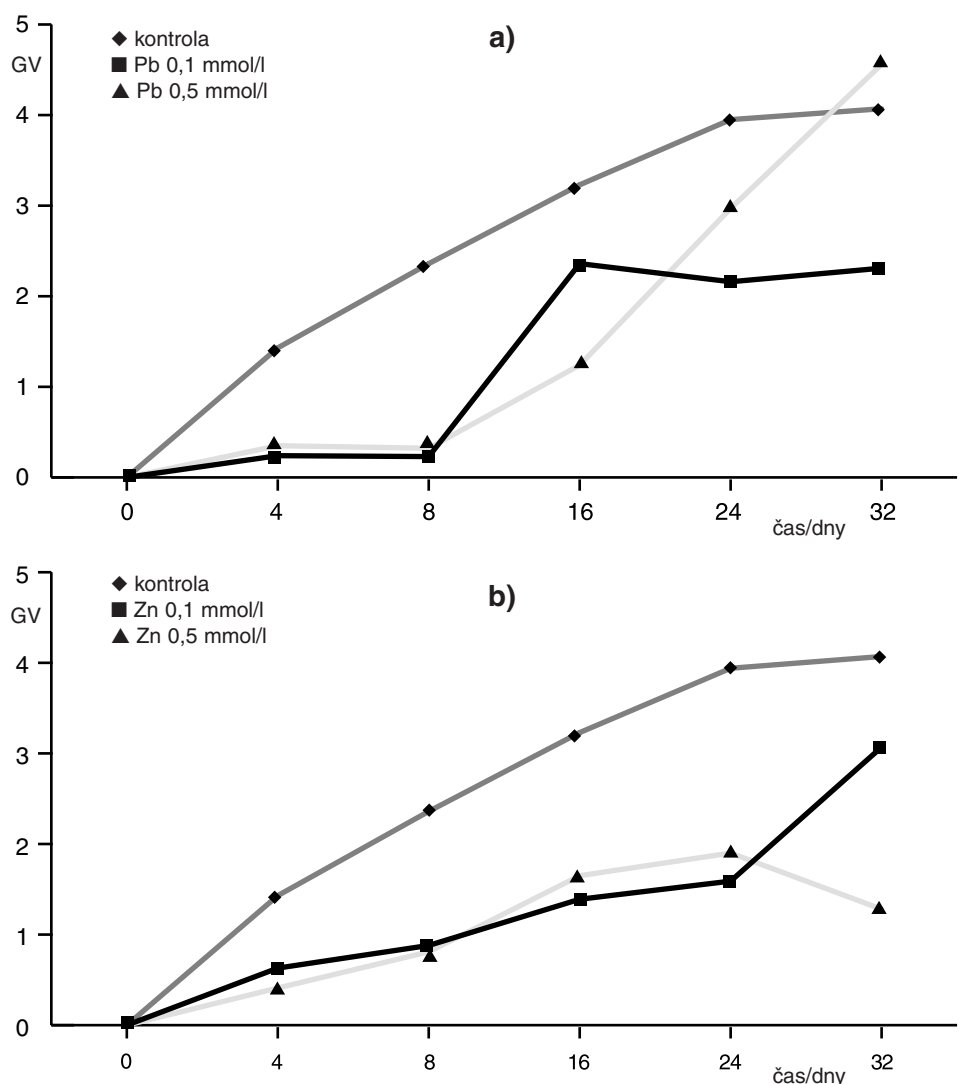 5
a)
◆ kontrola
GV
■ Pb 0,1 mmol/l
▲ Pb 0,5 mmol/l
4
3
2
1
0
0 4 8 16 24 32
čas/dny
5
◆ kontrola
b)
GV
■ Zn 0,1 mmol/l
▲ Zn 0,5 mmol/l
4
3
2
1
0
0 4 8 16 24 32
čas/dny